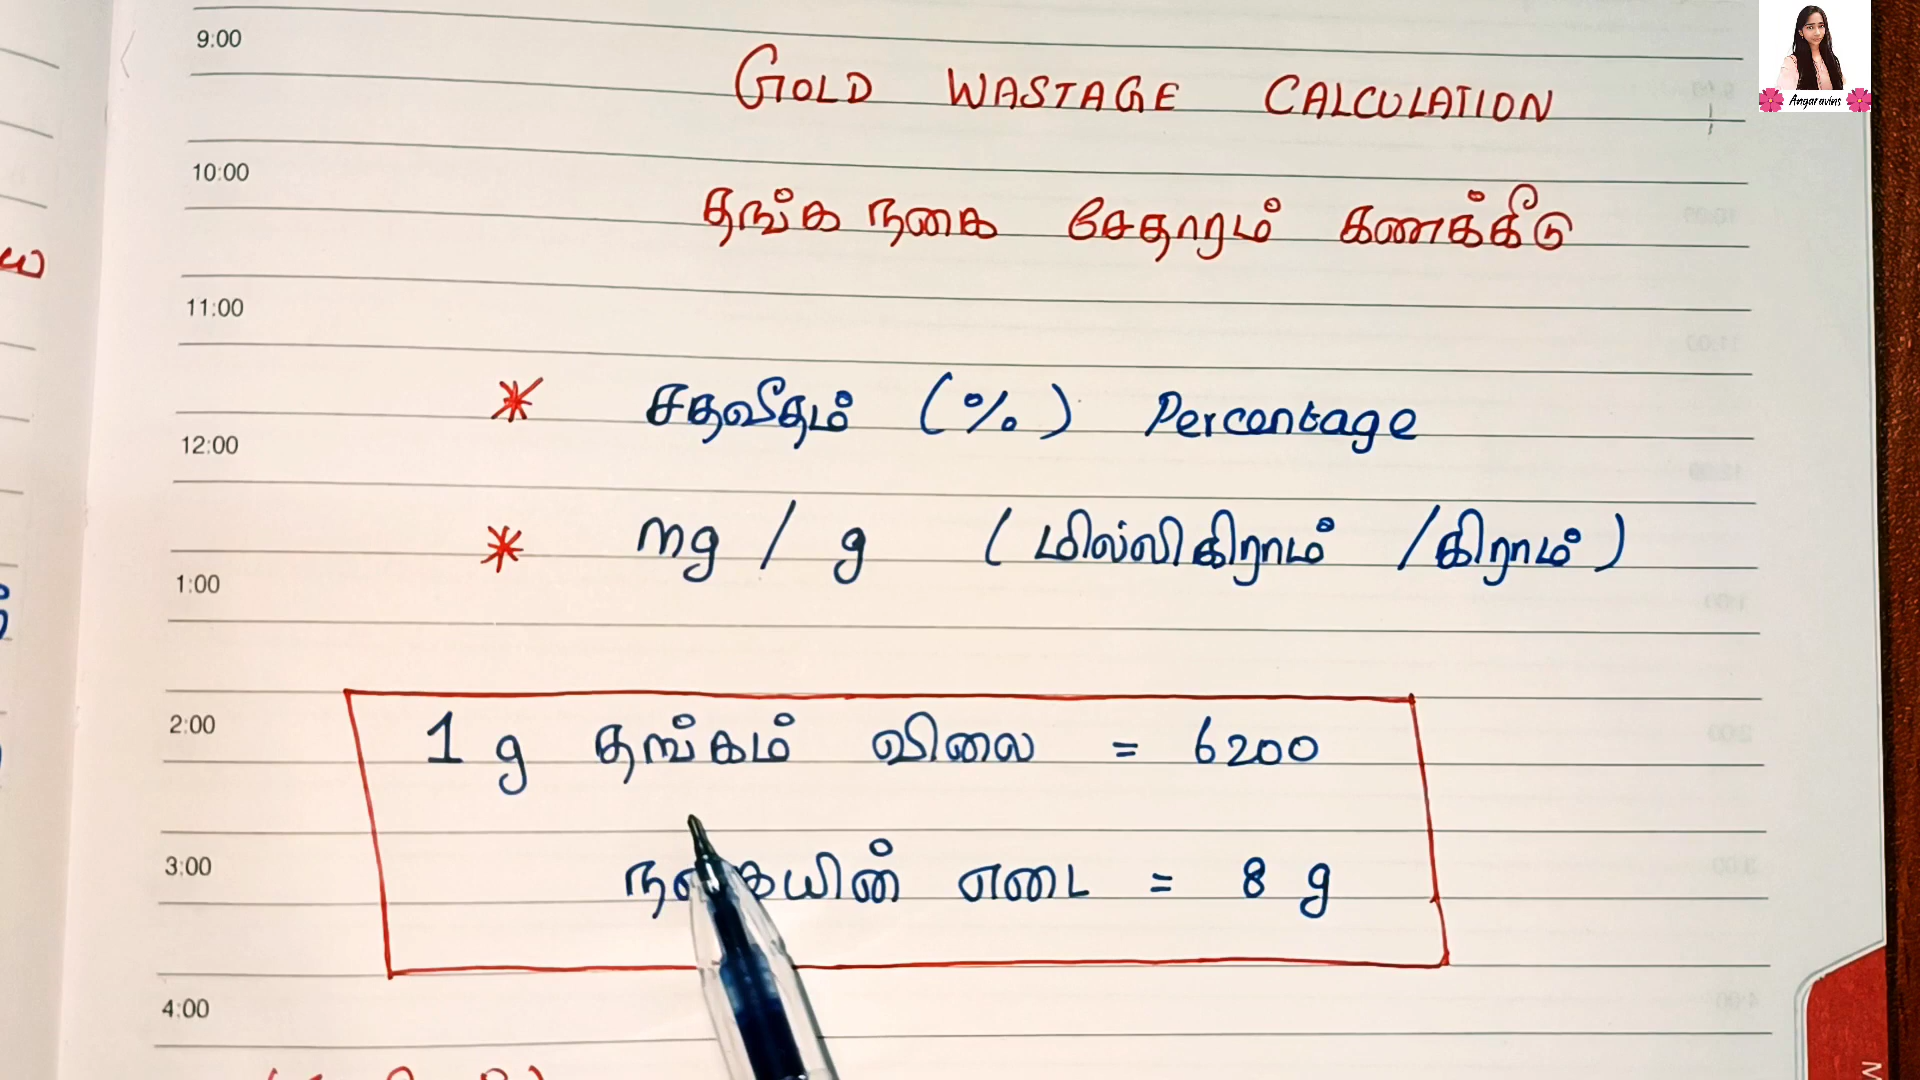 Angaravins
9:00
GOLD WASTAGE CALCULATION
10:00
தங்க நகை சேதாரம் கணக்கீடு
11:00
* சதவீதம் (%) Percentage
12:00
* mg / g (மில்லிகிராம் /கிராம்)
1:00
2:00
1 g தங்கம் விலை = 6200
3:00
நகையின் எடை = 8 g
4:00